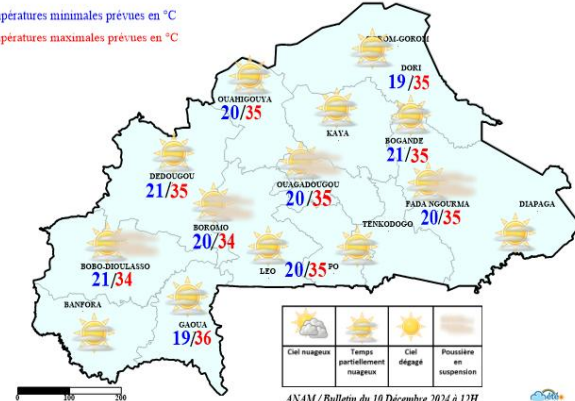 pératures minimales prévues en °C
pératures maximales prévues en °C
GOROM-GOROM
DORI
19/35
OUAHIGOUYA
20/35
KAYA
BOGANDE
21/35
DEDOUGOU
21/35
OUAGADOUGOU
20/35
FADA NGOURMA
20/35
DIAPAGA
BOROMO
20/34
TENKODOGO
BOBO-DIOULASSO
21/34
LEO
20/35
PO
BANFORA
GAOUA
19/36
Ciel nuageux
Temps partiellement nuageux
Ciel dégagé
Poussière en suspension
0 100 200
ANAM / Bulletin du 10 Décembre 2024 à 12H